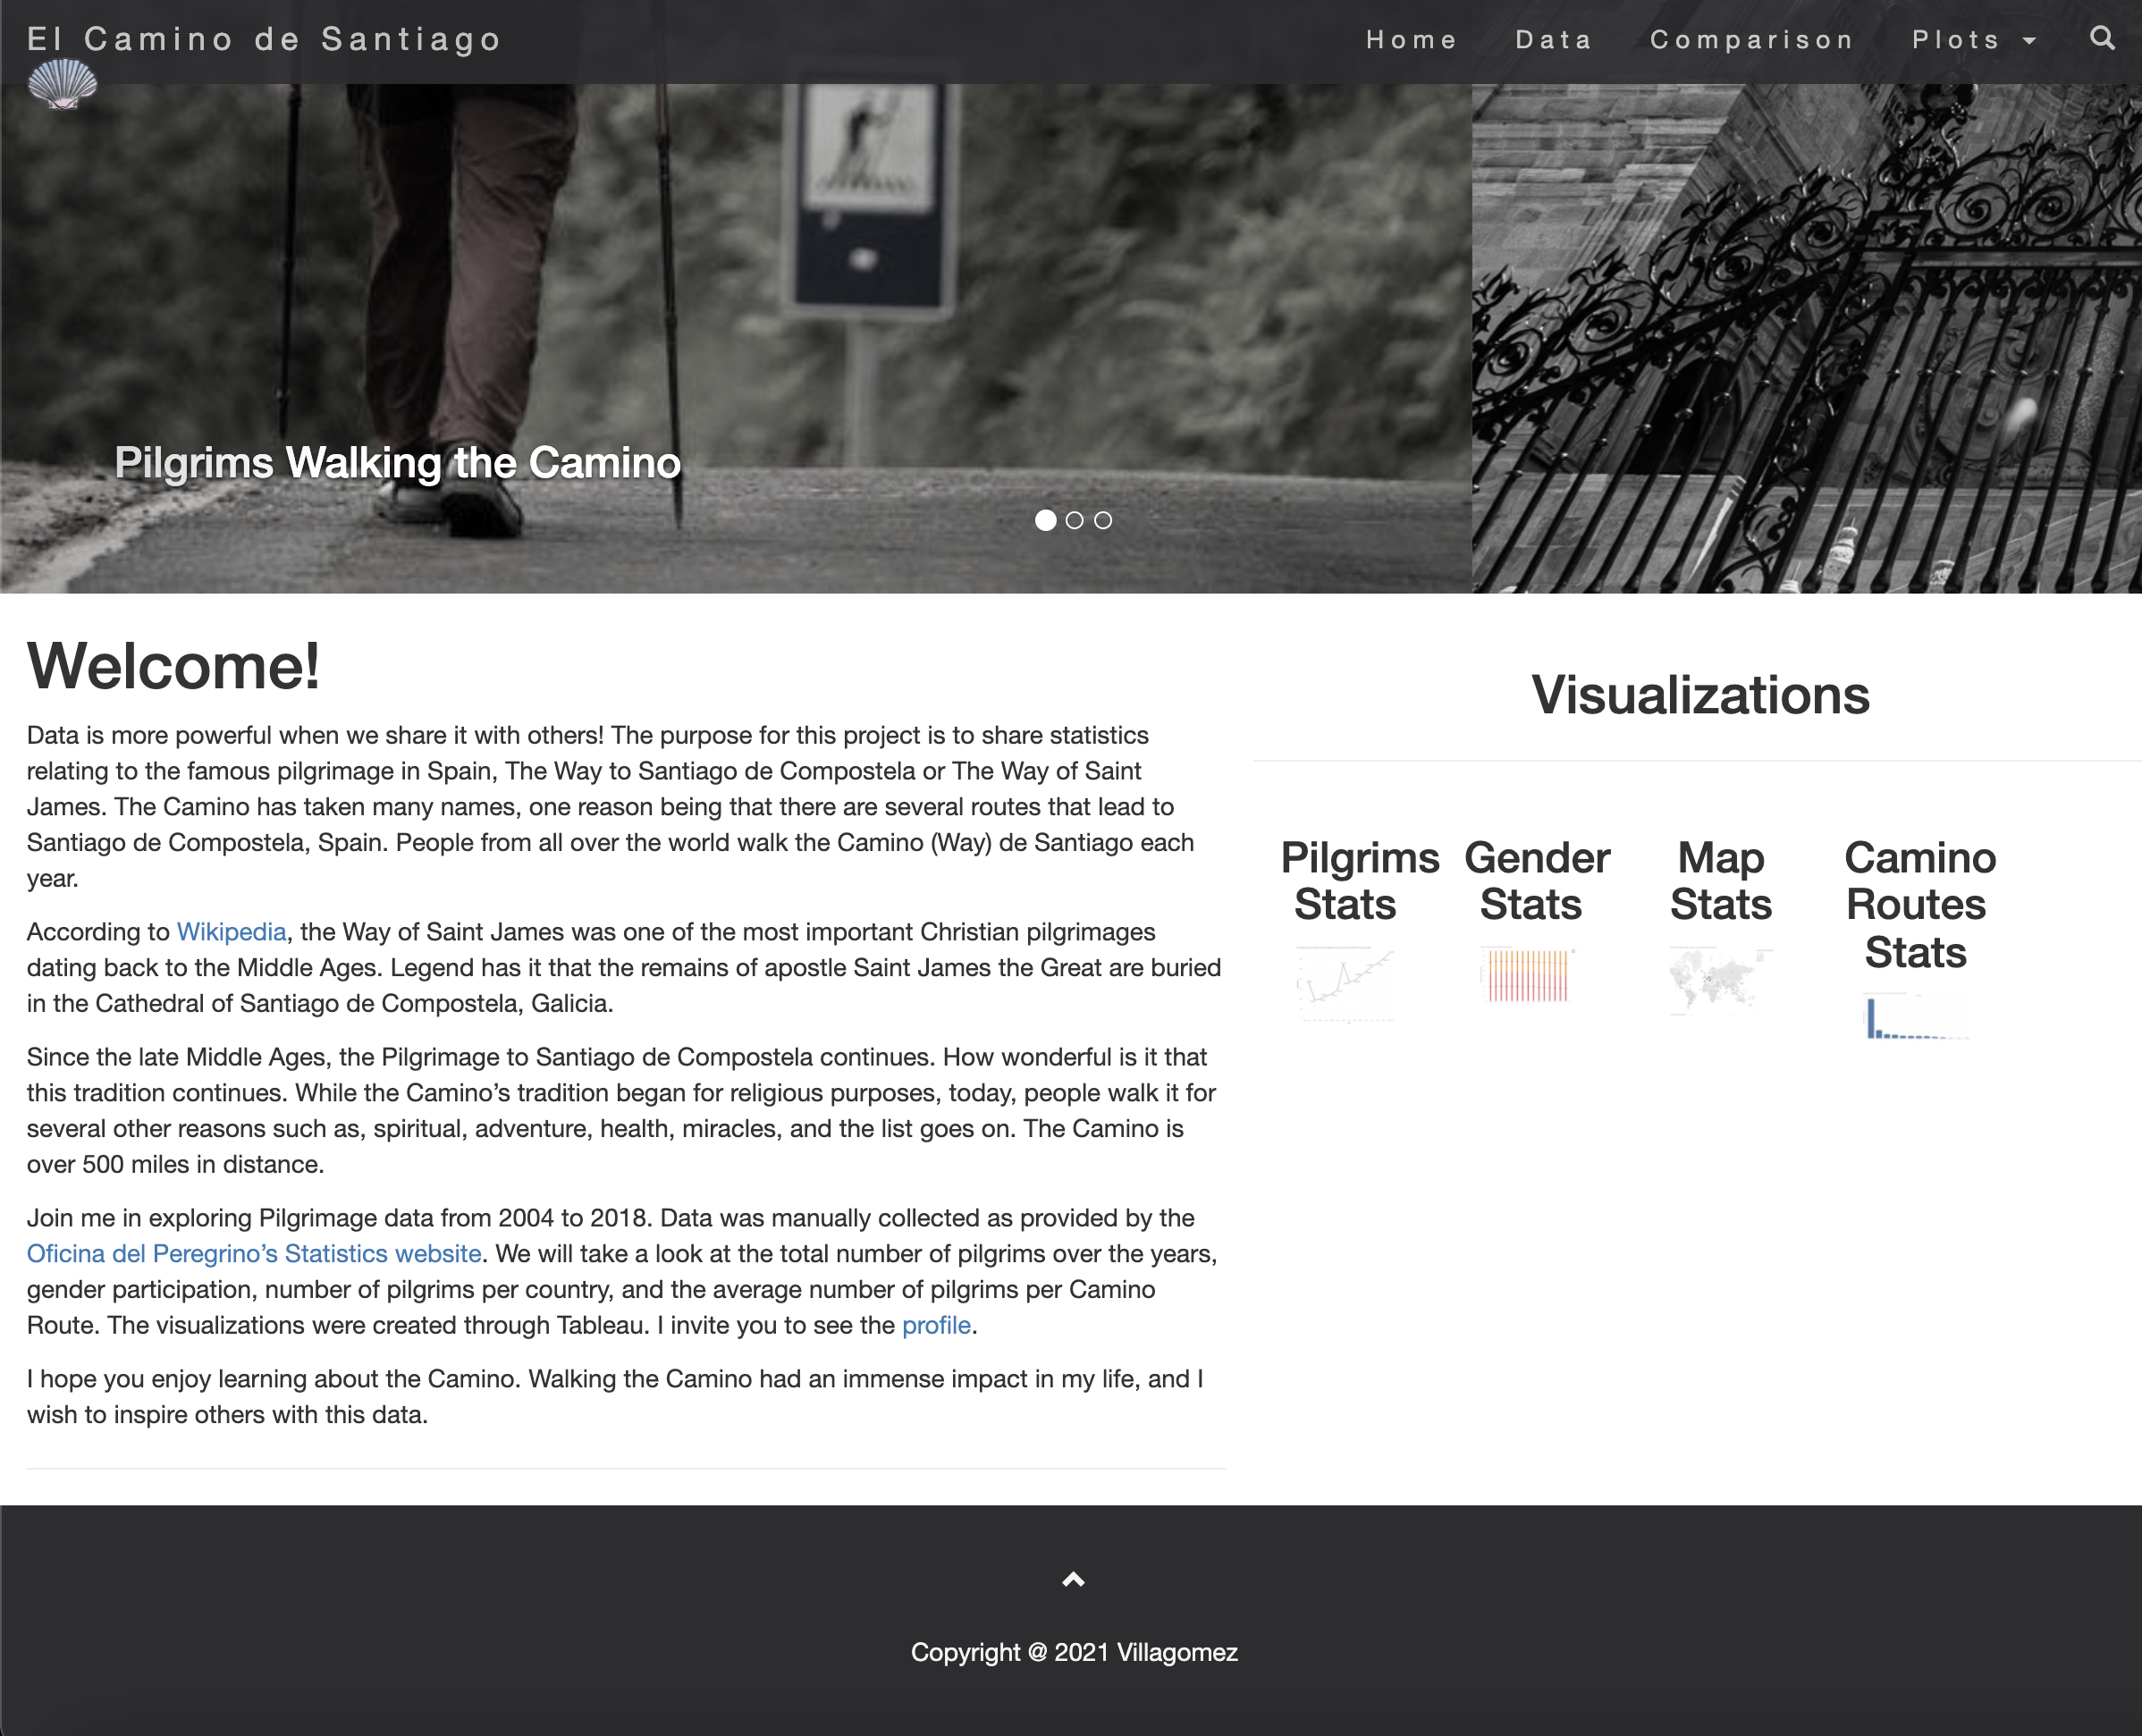 El Camino de Santiago
Home Data Comparison Plots
Pilgrims Walking the Camino
Welcome!
Data is more powerful when we share it with others! The purpose for this project is to share statistics
relating to the famous pilgrimage in Spain, The Way to Santiago de Compostela or The Way of Saint
James. The Camino has taken many names, one reason being that there are several routes that lead to
Santiago de Compostela, Spain. People from all over the world walk the Camino (Way) de Santiago each
year.
According to Wikipedia, the Way of Saint James was one of the most important Christian pilgrimages
dating back to the Middle Ages. Legend has it that the remains of apostle Saint James the Great are buried
in the Cathedral of Santiago de Compostela, Galicia.
Since the late Middle Ages, the Pilgrimage to Santiago de Compostela continues. How wonderful is it that
this tradition continues. While the Camino’s tradition began for religious purposes, today, people walk it for
several other reasons such as, spiritual, adventure, health, miracles, and the list goes on. The Camino is
over 500 miles in distance.
Join me in exploring Pilgrimage data from 2004 to 2018. Data was manually collected as provided by the
Oficina del Peregrino’s Statistics website. We will take a look at the total number of pilgrims over the years,
gender participation, number of pilgrims per country, and the average number of pilgrims per Camino
Route. The visualizations were created through Tableau. I invite you to see the profile.
I hope you enjoy learning about the Camino. Walking the Camino had an immense impact in my life, and I
wish to inspire others with this data.
Visualizations
Pilgrims
Stats
Gender
Stats
Map
Stats
Camino
Routes
Stats
Copyright @ 2021 Villagomez